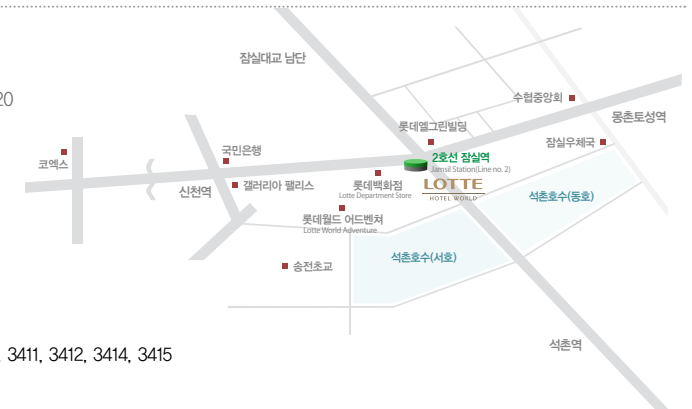 잠실대교 남단
20
수협중앙회
몽촌토성역
롯데엘그린빌딩
잠실우체국
국민은행
코엑스
2호선 잠실역
Jamsil Station(Line no. 2)
신천역
갤러리아 팰리스
롯데백화점
Lotte Department Store
LOTTE
HOTEL WORLD
석촌호수(동호)
롯데월드 어드벤쳐
Lotte World Adventure
석촌호수(서호)
송전초교
석촌역
, 3411, 3412, 3414, 3415